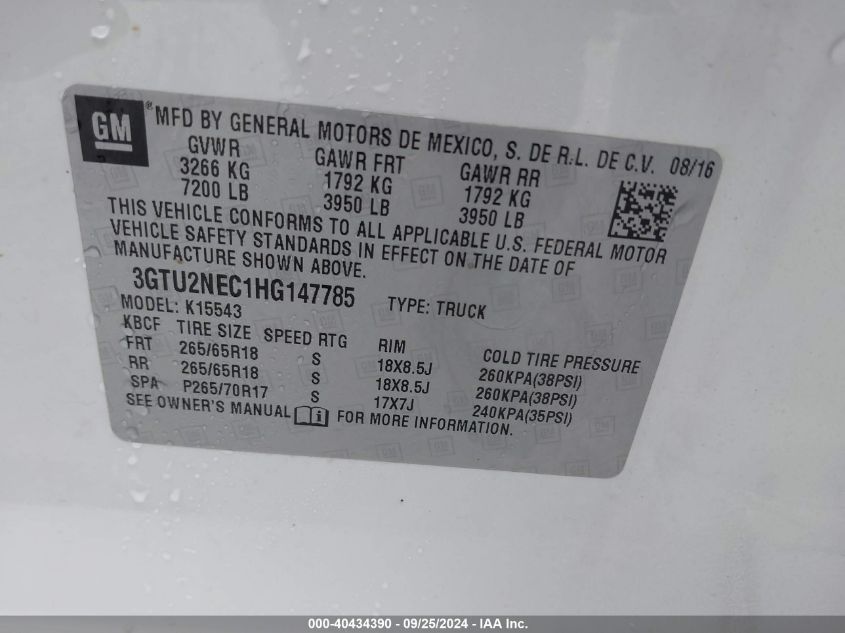 GM ® MFD BY GENERAL MOTORS DE MEXICO, S. DE R.L. DE C.V. 08/16
GVWR GAWR FRT GAWR RR
3266 KG 1792 KG 1792 KG
7200 LB 3950 LB 3950 LB
THIS VEHICLE CONFORMS TO ALL APPLICABLE U.S. FEDERAL MOTOR
VEHICLE SAFETY STANDARDS IN EFFECT ON THE DATE OF
MANUFACTURE SHOWN ABOVE.
3GTU2NEC1HG147785 TYPE: TRUCK
MODEL: K15543
KBCF TIRE SIZE SPEED RTG RIM COLD TIRE PRESSURE
FRT 265/65R18 S 18X8.5J 260KPA(38PSI)
RR 265/65R18 S 18X8.5J 260KPA(38PSI)
SPA P265/70R17 S 17X7J 240KPA(35PSI)
SEE OWNER'S MANUAL i FOR MORE INFORMATION.
000-40434390 - 09/25/2024 - IAA Inc.